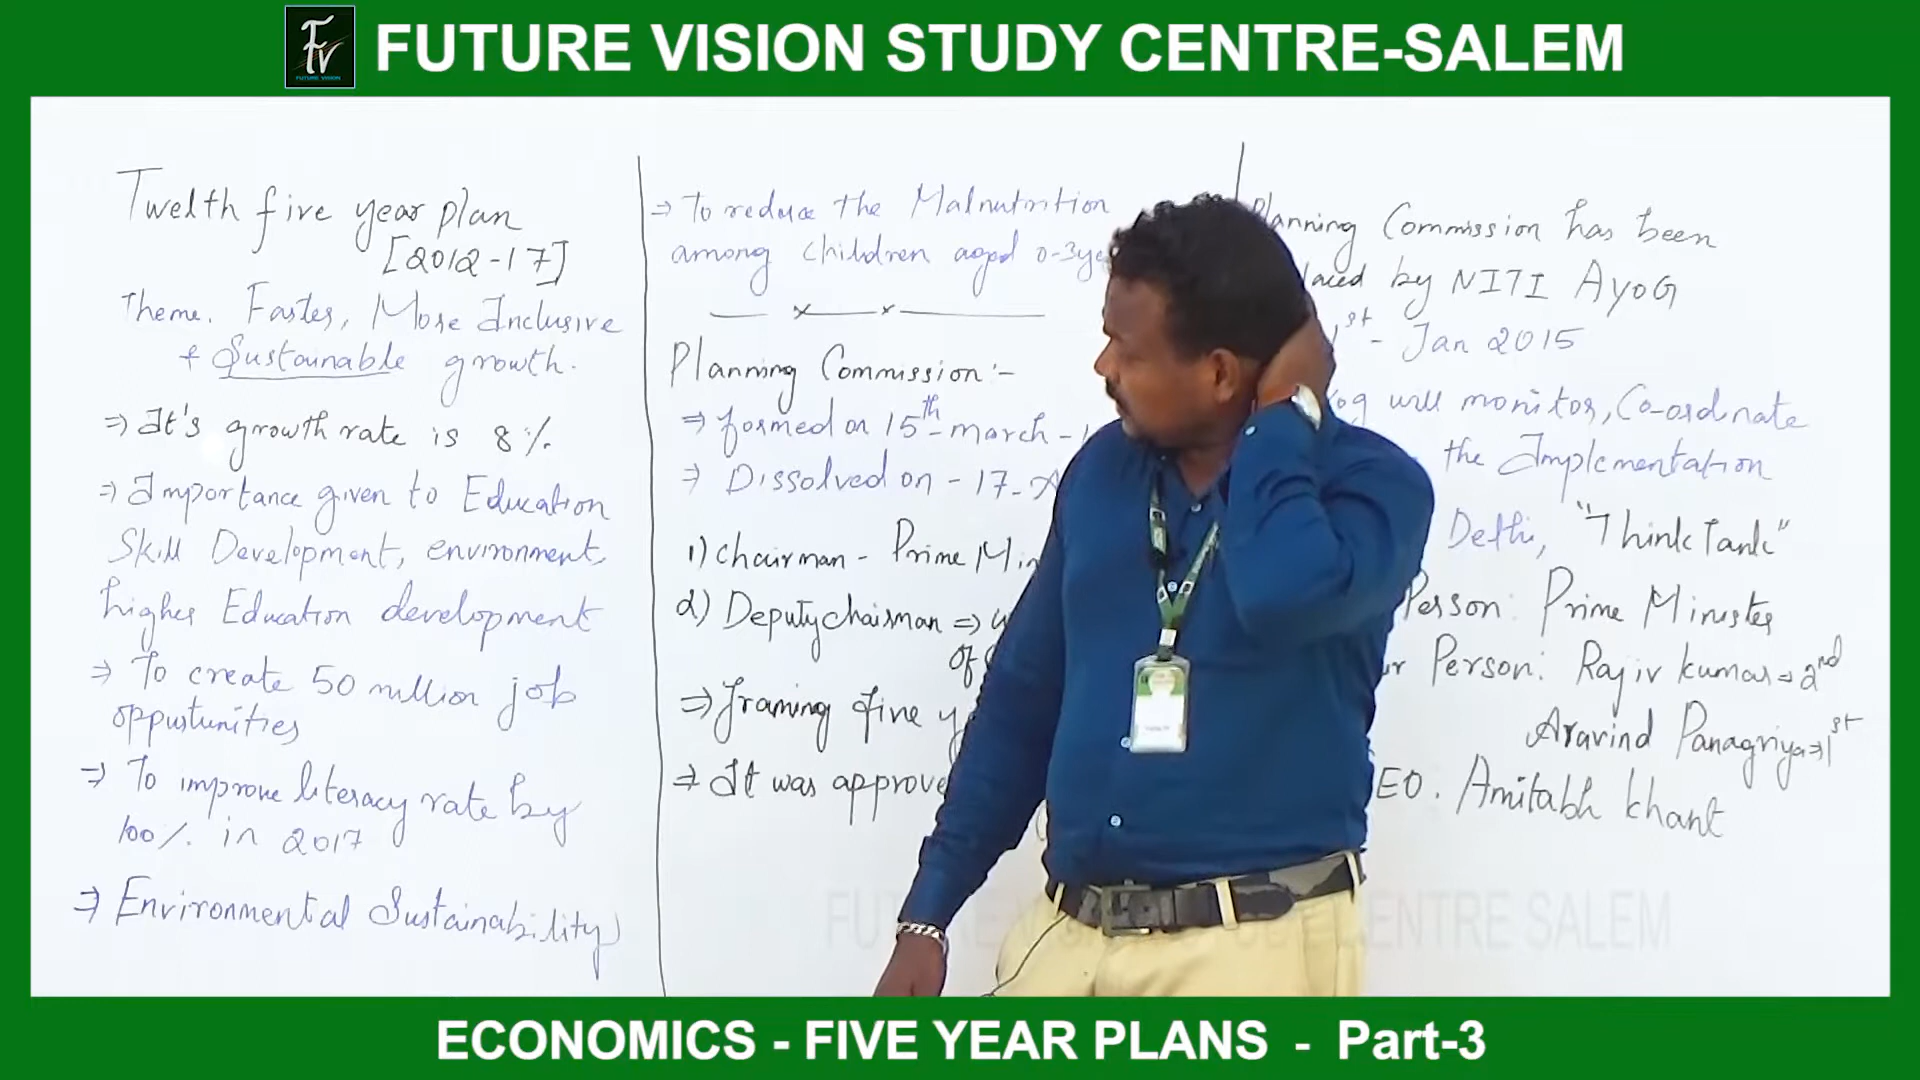 FV
FUTURE VISION
FUTURE VISION STUDY CENTRE-SALEM
Twelth five year plan
[2012-17]
Theme. Faster, More Inclusive
+ Sustainable growth.
⇒ It's growth rate is 8%
⇒ Importance given to Education
Skill Development, environment,
higher Education development
⇒ To create 50 million job
oppurtunities
⇒ To improve literacy rate by
100% in 2017
⇒ Environmental Sustainability
⇒ To reduce the Malnutrition
among children aged 0-3
Planning Commission :-
⇒ formed on 15th - march -
⇒ Dissolved on - 17 -
1) chairman - Prime
2) Deputy chairman ⇒
of
⇒ framing five
⇒ It was
Planning Commission has been
by NITI AYOG
1st - Jan 2015
will monitor, Co-ordinate
the Implementation
Delhi, "Think Tank"
Person: Prime Minister
Person: Rajiv kumar ⇒ 2nd
Aravind Panagriya ⇒ 1st
Amitabh khant
CENTRE SALEM
ECONOMICS - FIVE YEAR PLANS - Part-3